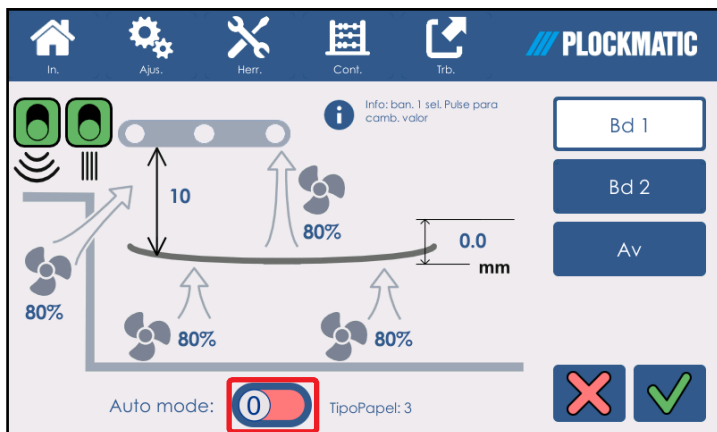 In.
Ajus.
Herr.
Cont.
Trb.
PLOCKMATIC
Info: ban. 1 sel. Pulse para
camb. valor
Bd 1
Bd 2
Av
10
80%
0.0
mm
80%
80%
80%
Auto mode:
0
TipoPapel: 3